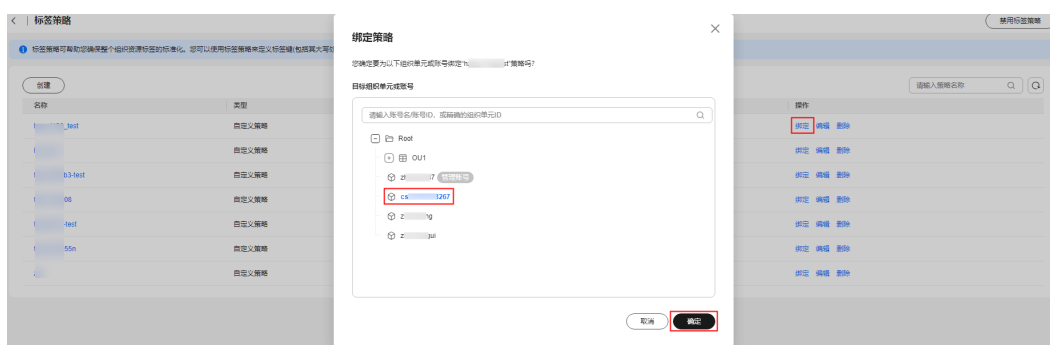 标签策略
禁用标签策略
标签策略可帮助您确保整个组织资源标签的标准化。您可以使用标签策略来定义标签键(包括其大写
创建
请输入策略名称
名称 类型 操作
_test 自定义策略 绑定 编辑 删除
自定义策略 绑定 编辑 删除
b3-test 自定义策略 绑定 编辑 删除
08 自定义策略 绑定 编辑 删除
-test 自定义策略 绑定 编辑 删除
55n 自定义策略 绑定 编辑 删除
自定义策略 绑定 编辑 删除
绑定策略
您确定要为以下组织单元或账号绑定 策略吗?
目标组织单元或账号
请输入账号名/账号ID、或精确的组织单元ID
Root
OU1
管理账号
cs 1267
z ng
z gui
取消 确定